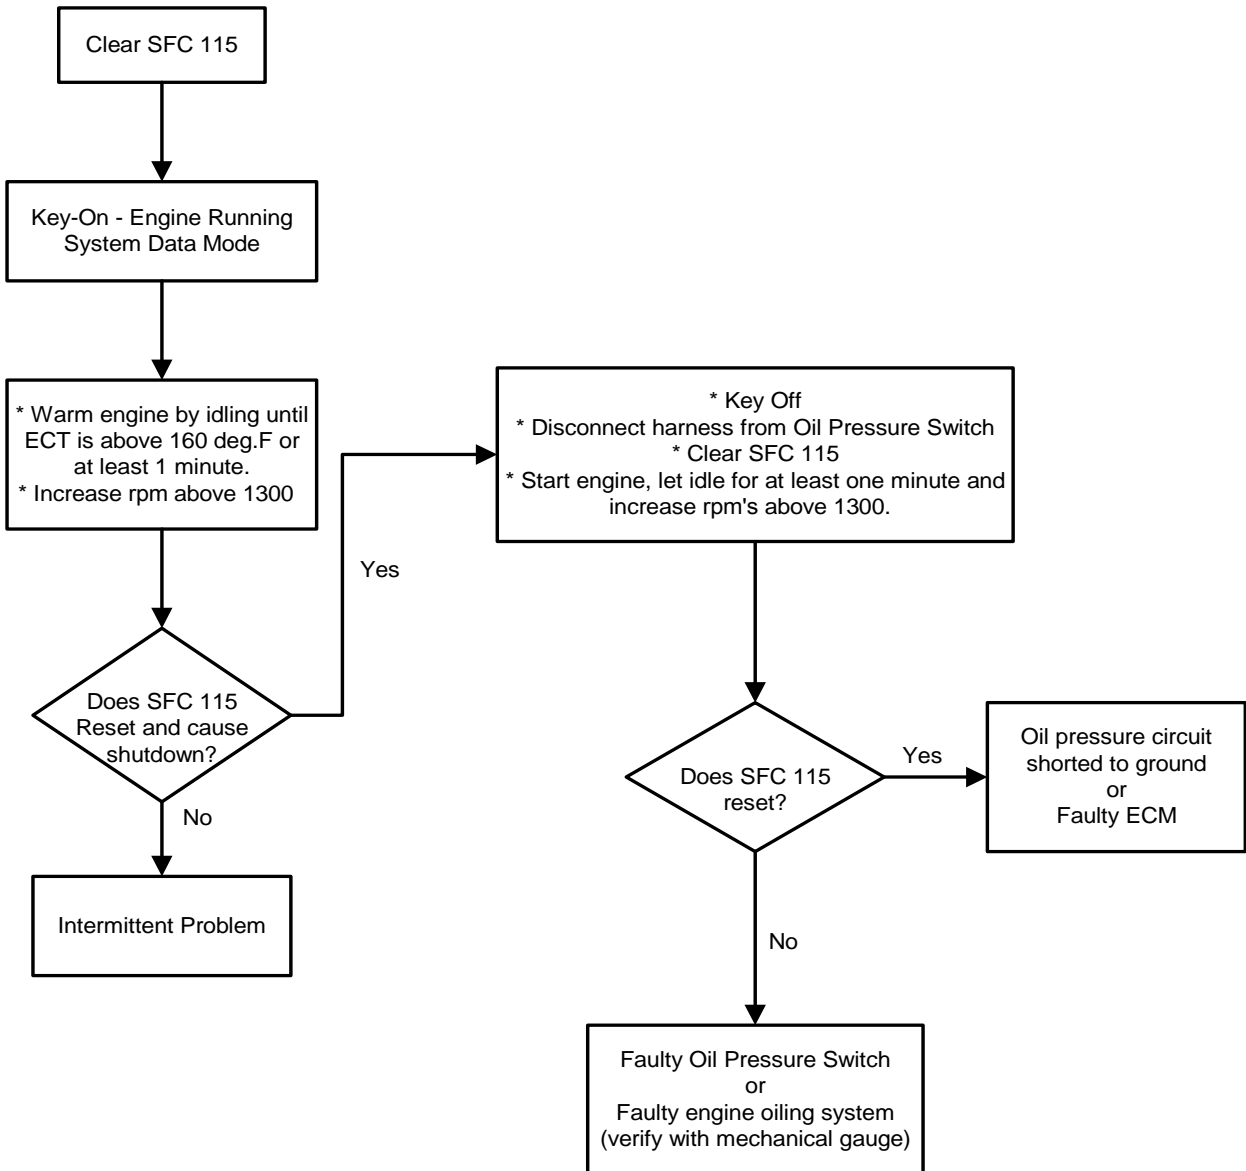 Clear SFC 115
Key-On - Engine Running
System Data Mode
* Warm engine by idling until
ECT is above 160 deg.F or
at least 1 minute.
* Increase rpm above 1300
Does SFC 115
Reset and cause
shutdown?
No
Intermittent Problem
Yes
* Key Off
* Disconnect harness from Oil Pressure Switch
* Clear SFC 115
* Start engine, let idle for at least one minute and
increase rpm's above 1300.
Does SFC 115
reset?
Yes
Oil pressure circuit
shorted to ground
or
Faulty ECM
No
Faulty Oil Pressure Switch
or
Faulty engine oiling system
(verify with mechanical gauge)